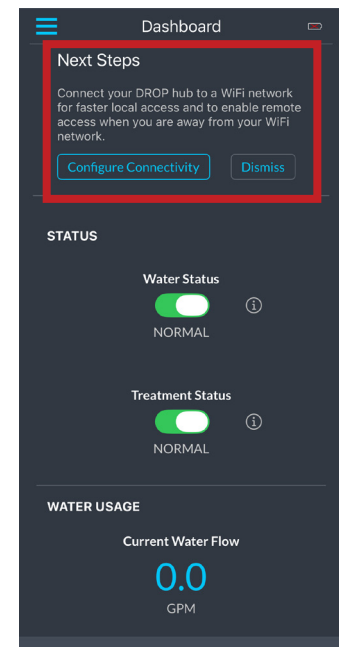 Dashboard
Next Steps
Connect your DROP hub to a WiFi network
for faster local access and to enable remote
access when you are away from your WiFi
network.
Configure Connectivity
Dismiss
STATUS
Water Status
NORMAL
Treatment Status
NORMAL
WATER USAGE
Current Water Flow
0.0
GPM